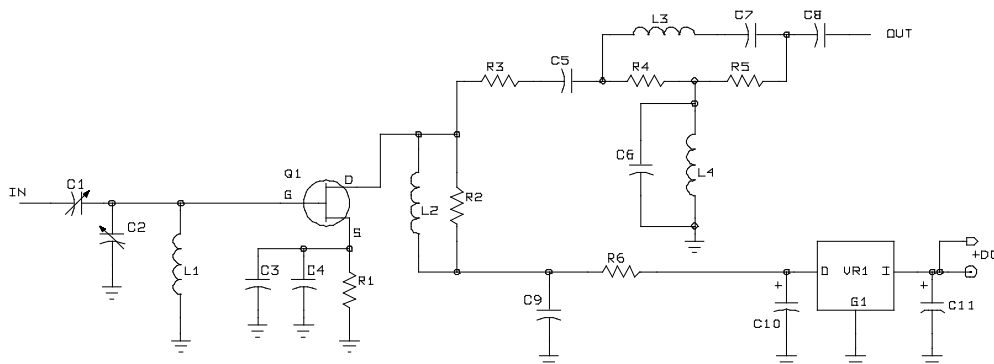 L3
C7
C8
OUT
R3
C5
R4
R5
C6
L4
Q1
D
G
S
IN
C1
C2
L1
C3
C4
R1
L2
R2
R6
C9
+
C10
O
VR1
I
G1
+
C11
+DC